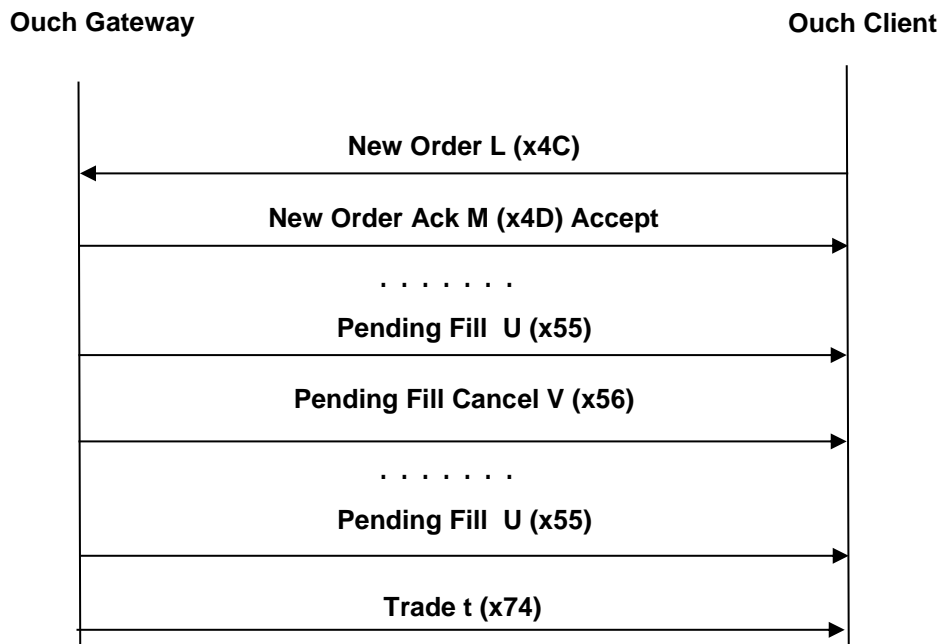 Ouch Gateway
Ouch Client
New Order L (x4C)
New Order Ack M (x4D) Accept
. . . . . . .
Pending Fill U (x55)
Pending Fill Cancel V (x56)
. . . . . . .
Pending Fill U (x55)
Trade t (x74)